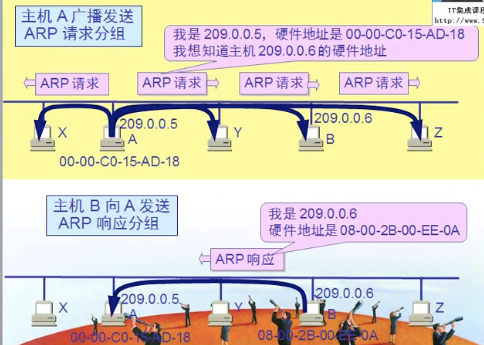 IT集成课程
主机 A 广播发送
ARP 请求分组
我是 209.0.0.5，硬件地址是 00-00-C0-15-AD-18
我想知道主机 209.0.0.6 的硬件地址
ARP 请求
ARP 请求
ARP 请求
ARP 请求
209.0.0.5
209.0.0.6
X
A
Y
B
Z
00-00-C0-15-AD-18
主机 B 向 A 发送
ARP 响应分组
我是 209.0.0.6
硬件地址是 08-00-2B-00-EE-0A
ARP 响应
209.0.0.5
209.0.0.6
X
A
Y
B
Z
00-00-C0-15-AD-18
08-00-2B-00-EE-0A